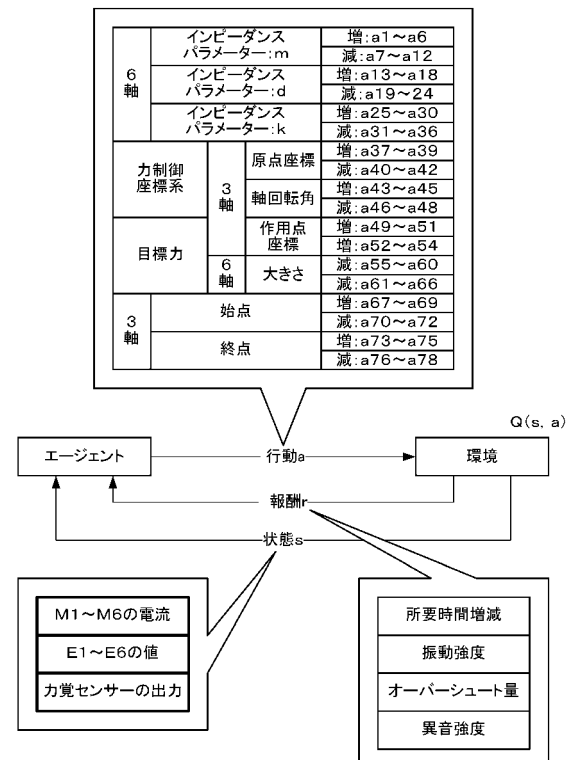 6軸
インピーダンス
パラメーター:m
増:a1～a6
減:a7～a12
インピーダンス
パラメーター:d
増:a13～a18
減:a19～24
インピーダンス
パラメーター:k
増:a25～a30
減:a31～a36
力制御
座標系
3軸
原点座標
増:a37～a39
減:a40～a42
軸回転角
増:a43～a45
減:a46～a48
目標力
作用点
座標
増:a49～a51
増:a52～a54
6軸
大きさ
減:a55～a60
減:a61～a66
3軸
始点
増:a67～a69
減:a70～a72
終点
増:a73～a75
減:a76～a78
Q(s, a)
エージェント
行動a
環境
報酬r
状態s
M1～M6の電流
E1～E6の値
力覚センサーの出力
所要時間増減
振動強度
オーバーシュート量
異音強度